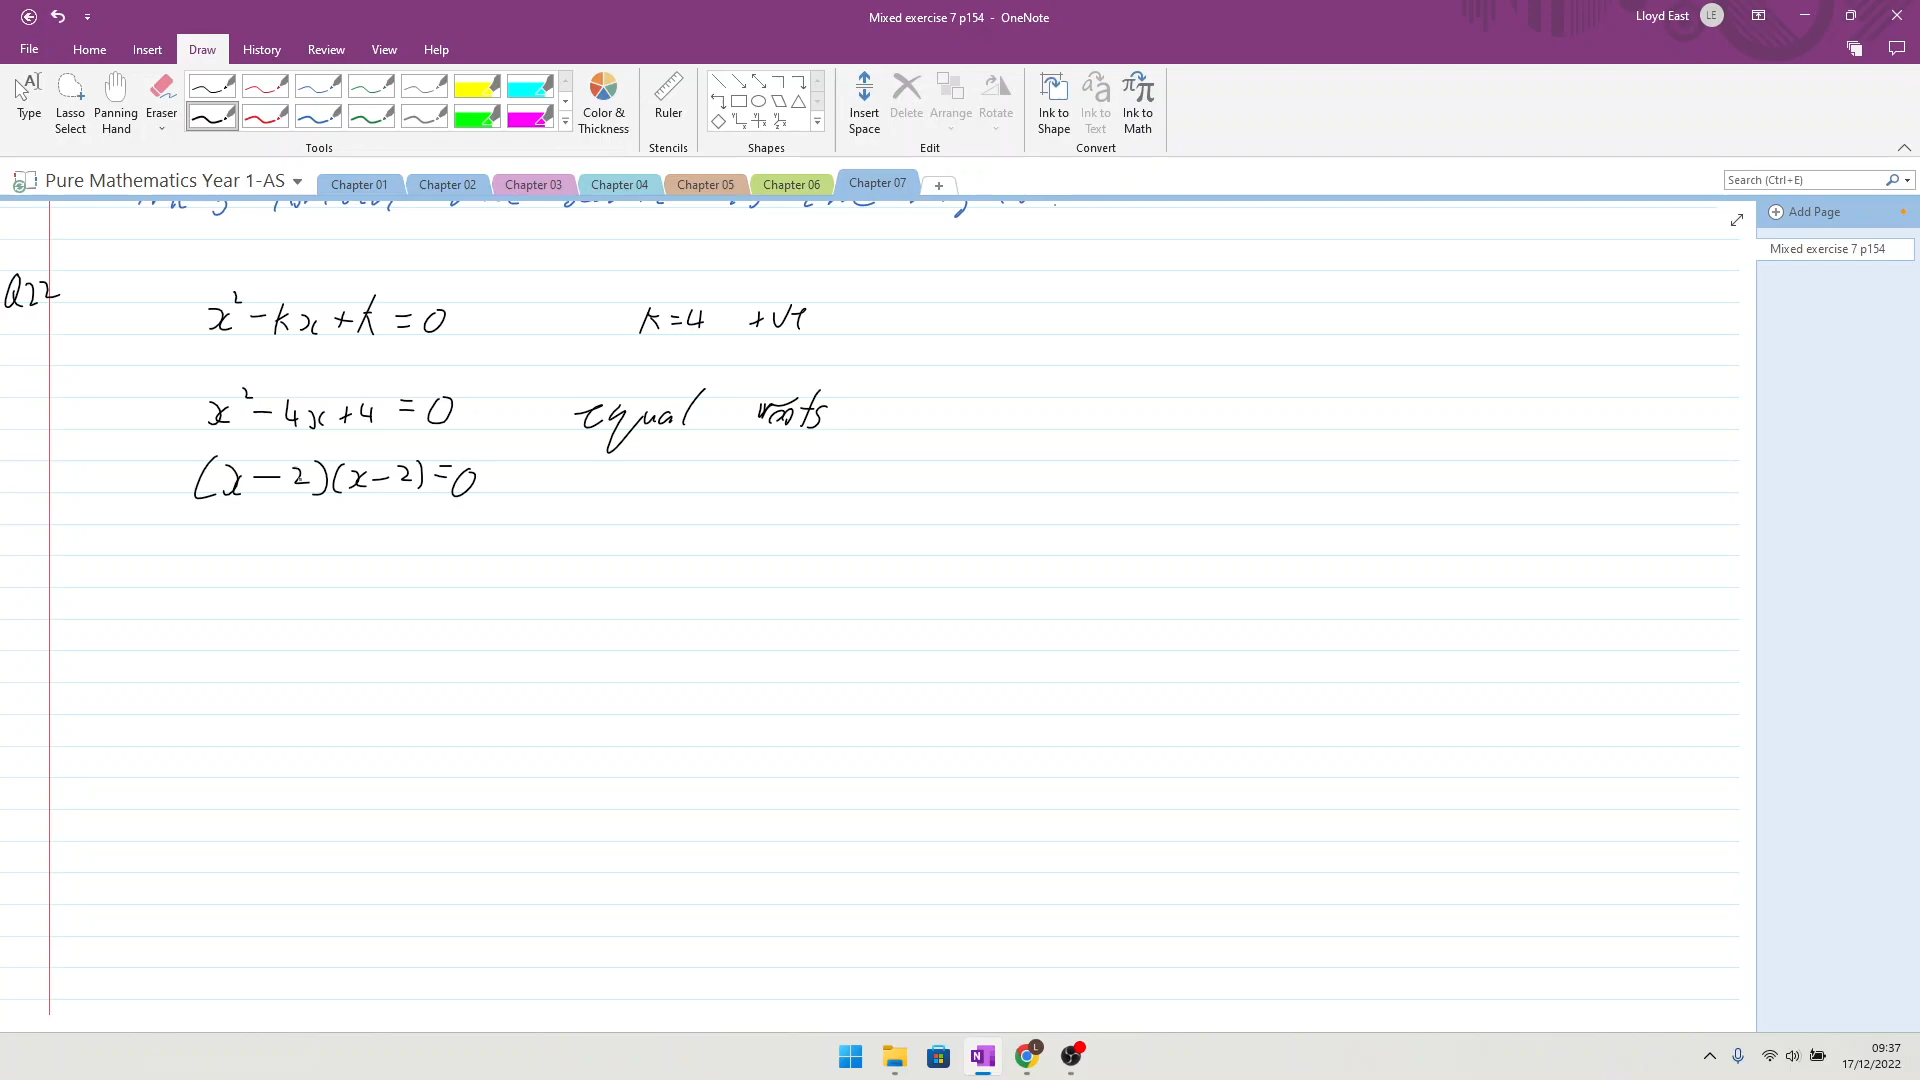 Mixed exercise 7 p154 - OneNote
Lloyd East LE
File Home Insert Draw History Review View Help
Type Lasso Select Panning Hand Eraser Color & Thickness Ruler Insert Space Delete Arrange Rotate Ink to Shape Ink to Text Ink to Math
Tools Stencils Shapes Edit Convert
Pure Mathematics Year 1-AS Chapter 01 Chapter 02 Chapter 03 Chapter 04 Chapter 05 Chapter 06 Chapter 07 Search (Ctrl+E)
Add Page
Mixed exercise 7 p154
Q22
x² - kx + k = 0 k = 4 +ve
x² - 4x + 4 = 0 equal roots
(x - 2)(x - 2) = 0
09:37
17/12/2022